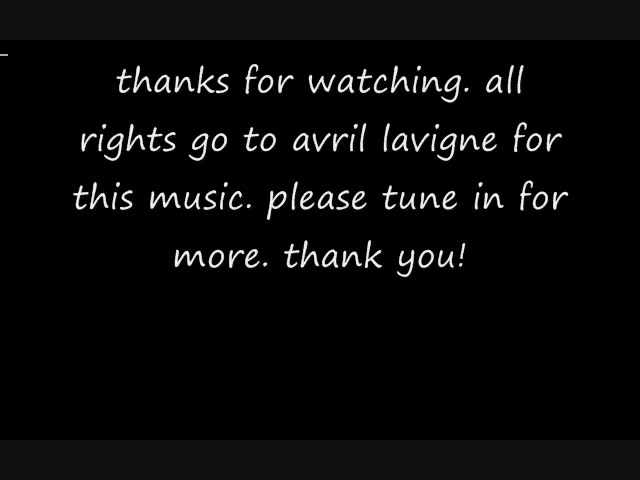 thanks for watching. all
rights go to avril lavigne for
this music. please tune in for
more. thank you!